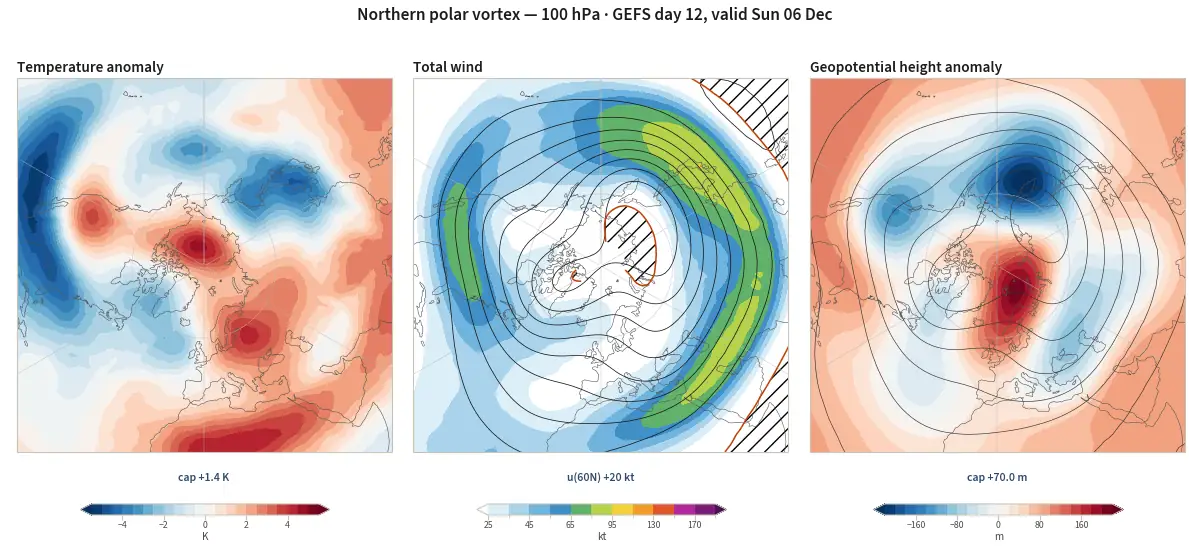 Northern polar vortex — 100 hPa · GEFS day 12, valid Sun 06 Dec
Temperature anomaly
Total wind
Geopotential height anomaly
cap +1.4 K
u(60N) +20 kt
cap +70.0 m
−4 −2 0 2 4
K
25 45 65 95 130 170
kt
−160 −80 0 80 160
m